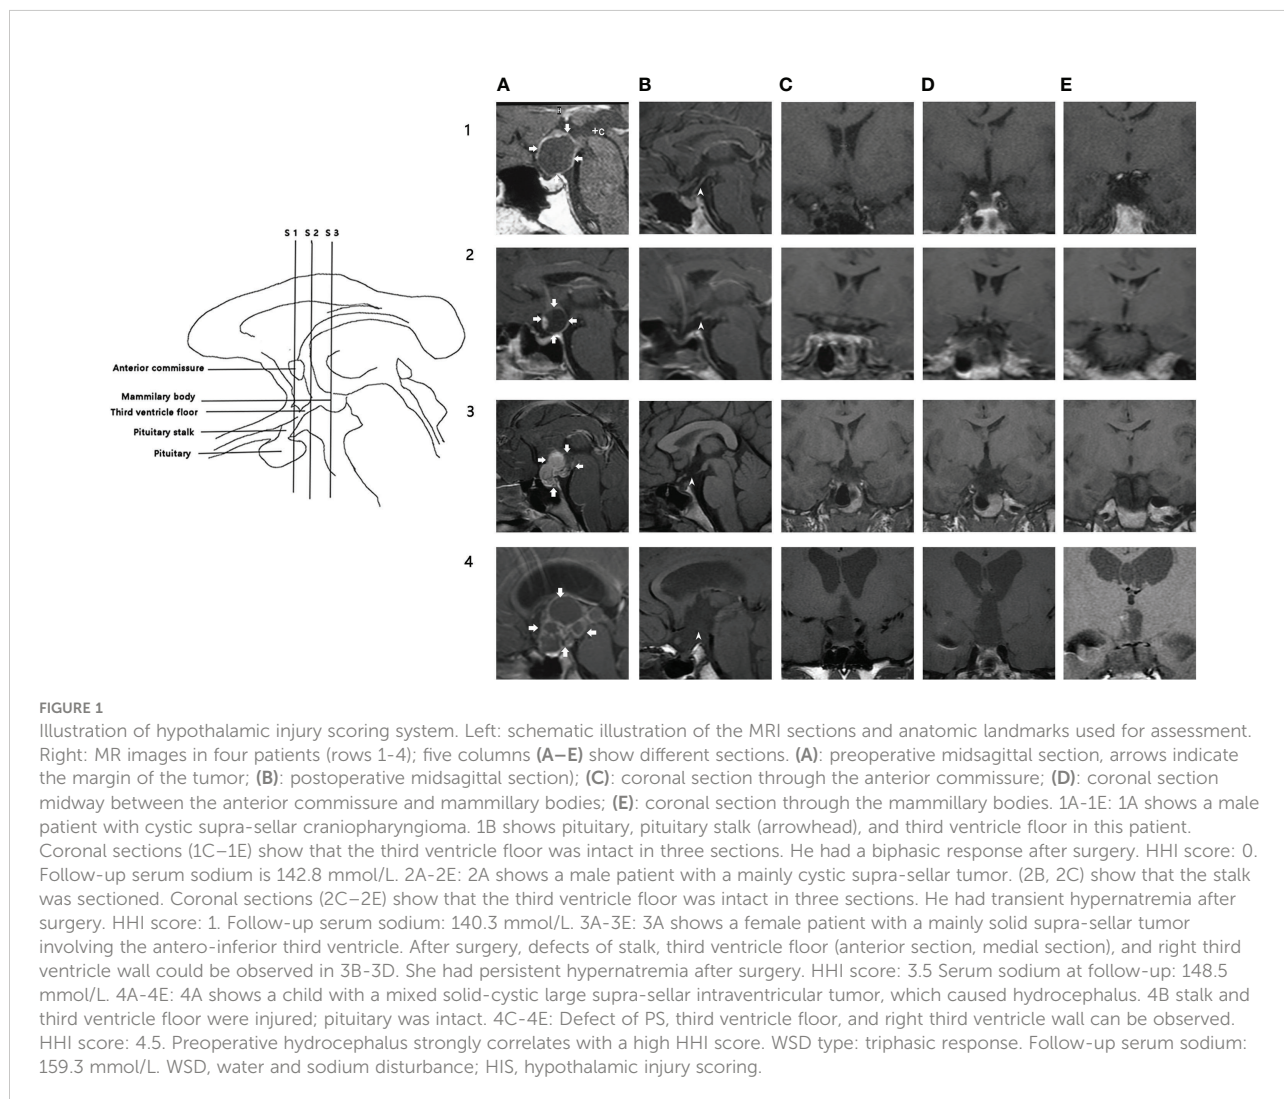 A B C D E
1
+c
2
S 1 S 2 S 3
Anterior commissure
Mammilary body
Third ventricle floor
Pituitary stalk
Pituitary
3
4
FIGURE 1
Illustration of hypothalamic injury scoring system. Left: schematic illustration of the MRI sections and anatomic landmarks used for assessment.
Right: MR images in four patients (rows 1-4); five columns (A–E) show different sections. (A): preoperative midsagittal section, arrows indicate
the margin of the tumor; (B): postoperative midsagittal section); (C): coronal section through the anterior commissure; (D): coronal section
midway between the anterior commissure and mammillary bodies; (E): coronal section through the mammillary bodies. 1A-1E: 1A shows a male
patient with cystic supra-sellar craniopharyngioma. 1B shows pituitary, pituitary stalk (arrowhead), and third ventricle floor in this patient.
Coronal sections (1C–1E) show that the third ventricle floor was intact in three sections. He had a biphasic response after surgery. HHI score: 0.
Follow-up serum sodium is 142.8 mmol/L. 2A-2E: 2A shows a male patient with a mainly cystic supra-sellar tumor. (2B, 2C) show that the stalk
was sectioned. Coronal sections (2C–2E) show that the third ventricle floor was intact in three sections. He had transient hypernatremia after
surgery. HHI score: 1. Follow-up serum sodium: 140.3 mmol/L. 3A-3E: 3A shows a female patient with a mainly solid supra-sellar tumor
involving the antero-inferior third ventricle. After surgery, defects of stalk, third ventricle floor (anterior section, medial section), and right third
ventricle wall could be observed in 3B-3D. She had persistent hypernatremia after surgery. HHI score: 3.5 Serum sodium at follow-up: 148.5
mmol/L. 4A-4E: 4A shows a child with a mixed solid-cystic large supra-sellar intraventricular tumor, which caused hydrocephalus. 4B stalk and
third ventricle floor were injured; pituitary was intact. 4C-4E: Defect of PS, third ventricle floor, and right third ventricle wall can be observed.
HHI score: 4.5. Preoperative hydrocephalus strongly correlates with a high HHI score. WSD type: triphasic response. Follow-up serum sodium:
159.3 mmol/L. WSD, water and sodium disturbance; HIS, hypothalamic injury scoring.